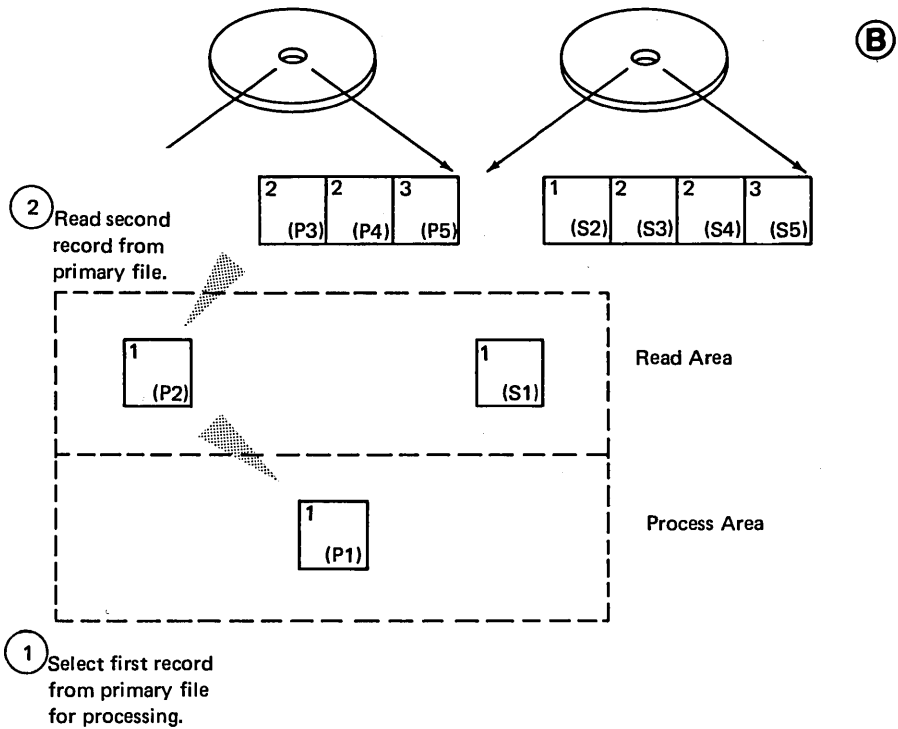 B
2 2 3
(P3) (P4) (P5)
1 2 2 3
(S2) (S3) (S4) (S5)
2
Read second
record from
primary file.
1
(P2)
1
(S1)
Read Area
1
(P1)
Process Area
1
Select first record
from primary file
for processing.